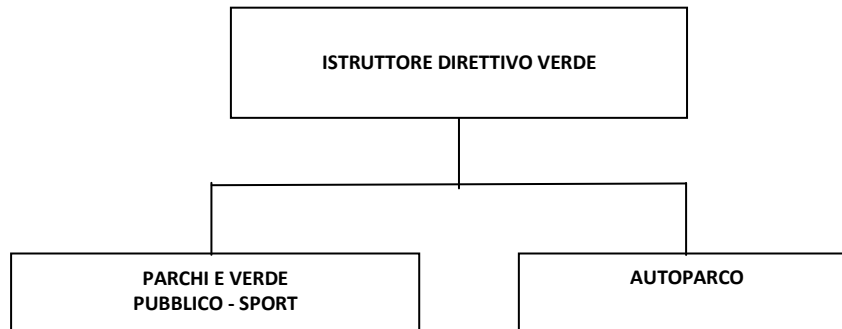 ISTRUTTORE DIRETTIVO VERDE
PARCHI E VERDE
PUBBLICO - SPORT
AUTOPARCO